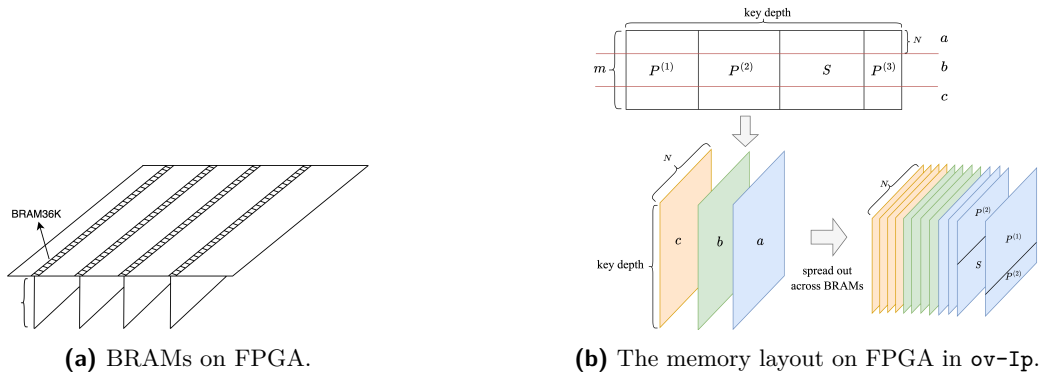 key depth
m
N
a
P(1)
P(2)
S
P(3)
b
c
BRAM36K
N
key depth
c
b
a
spread out
across BRAMs
N
P(2)
S
P(1)
P(2)
(a) BRAMs on FPGA.
(b) The memory layout on FPGA in ov-Ip.